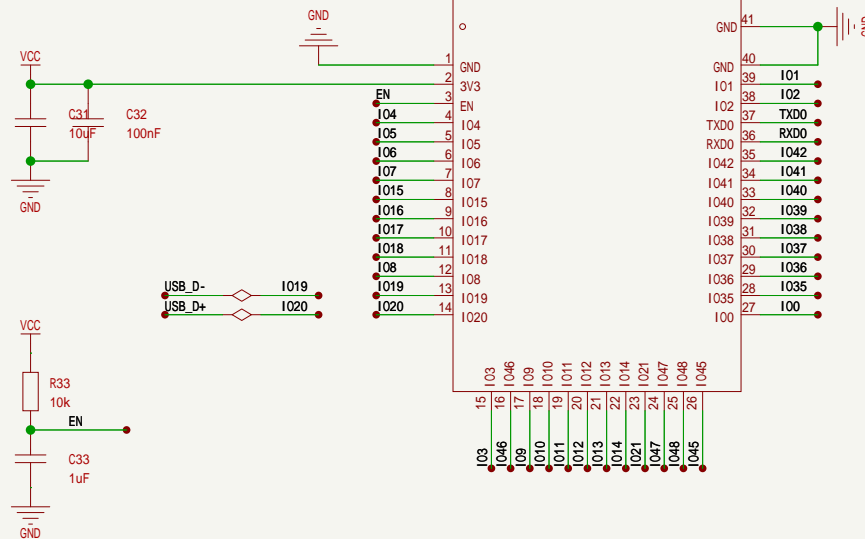 GND
VCC
C31
10uF
C32
100nF
GND
USB_D-
IO19
USB_D+
IO20
VCC
R33
10k
EN
C33
1uF
GND
1 GND
2 3V3
EN 3 EN
IO4 4 IO4
IO5 5 IO5
IO6 6 IO6
IO7 7 IO7
IO15 8 IO15
IO16 9 IO16
IO17 10 IO17
IO18 11 IO18
IO8 12 IO8
IO19 13 IO19
IO20 14 IO20
GND 41 GND
GND 40
IO1 39 IO1
IO2 38 IO2
TXD0 37 TXD0
RXD0 36 RXD0
IO42 35 IO42
IO41 34 IO41
IO40 33 IO40
IO39 32 IO39
IO38 31 IO38
IO37 30 IO37
IO36 29 IO36
IO35 28 IO35
IO0 27 IO0
IO3 15 IO3
IO46 16 IO46
IO9 17 IO9
IO10 18 IO10
IO11 19 IO11
IO12 20 IO12
IO13 21 IO13
IO14 22 IO14
IO21 23 IO21
IO47 24 IO47
IO48 25 IO48
IO45 26 IO45